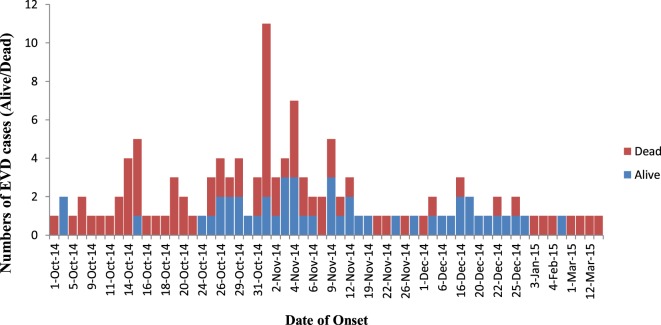 Numbers of EVD cases (Alive/Dead)
12
10
8
6
4
2
0
1-Oct-14
5-Oct-14
9-Oct-14
11-Oct-14
14-Oct-14
16-Oct-14
18-Oct-14
20-Oct-14
24-Oct-14
26-Oct-14
29-Oct-14
31-Oct-14
2-Nov-14
4-Nov-14
6-Nov-14
9-Nov-14
12-Nov-14
19-Nov-14
22-Nov-14
26-Nov-14
1-Dec-14
6-Dec-14
16-Dec-14
20-Dec-14
22-Dec-14
25-Dec-14
3-Jan-15
4-Feb-15
1-Mar-15
12-Mar-15
Date of Onset
Dead
Alive